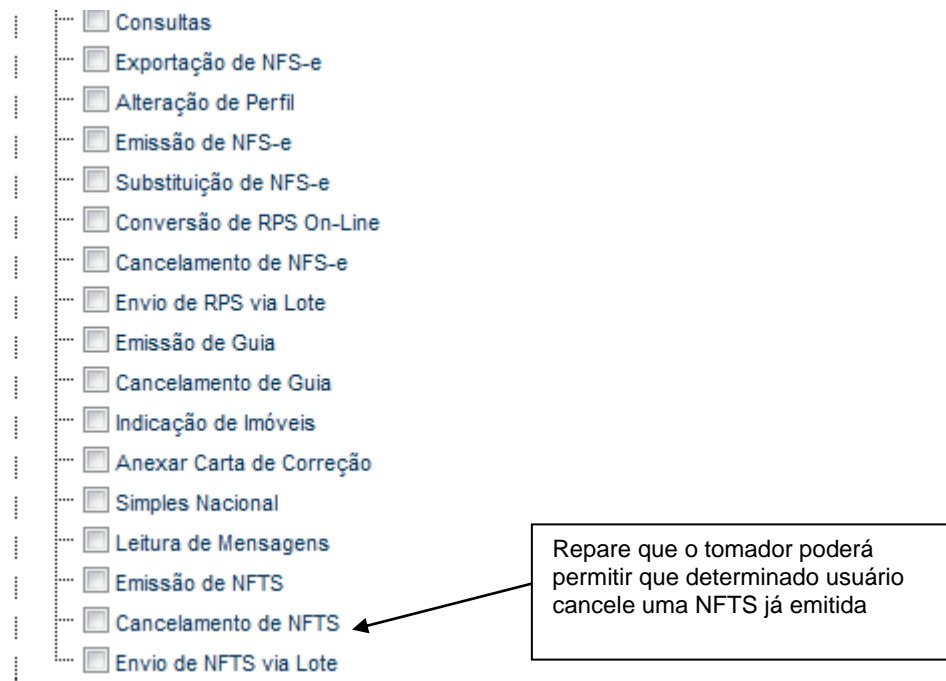 Consultas
Exportação de NFS-e
Alteração de Perfil
Emissão de NFS-e
Substituição de NFS-e
Conversão de RPS On-Line
Cancelamento de NFS-e
Envio de RPS via Lote
Emissão de Guia
Cancelamento de Guia
Indicação de Imóveis
Anexar Carta de Correção
Simples Nacional
Leitura de Mensagens
Emissão de NFTS
Cancelamento de NFTS
Envio de NFTS via Lote
Repare que o tomador poderá
permitir que determinado usuário
cancele uma NFTS já emitida